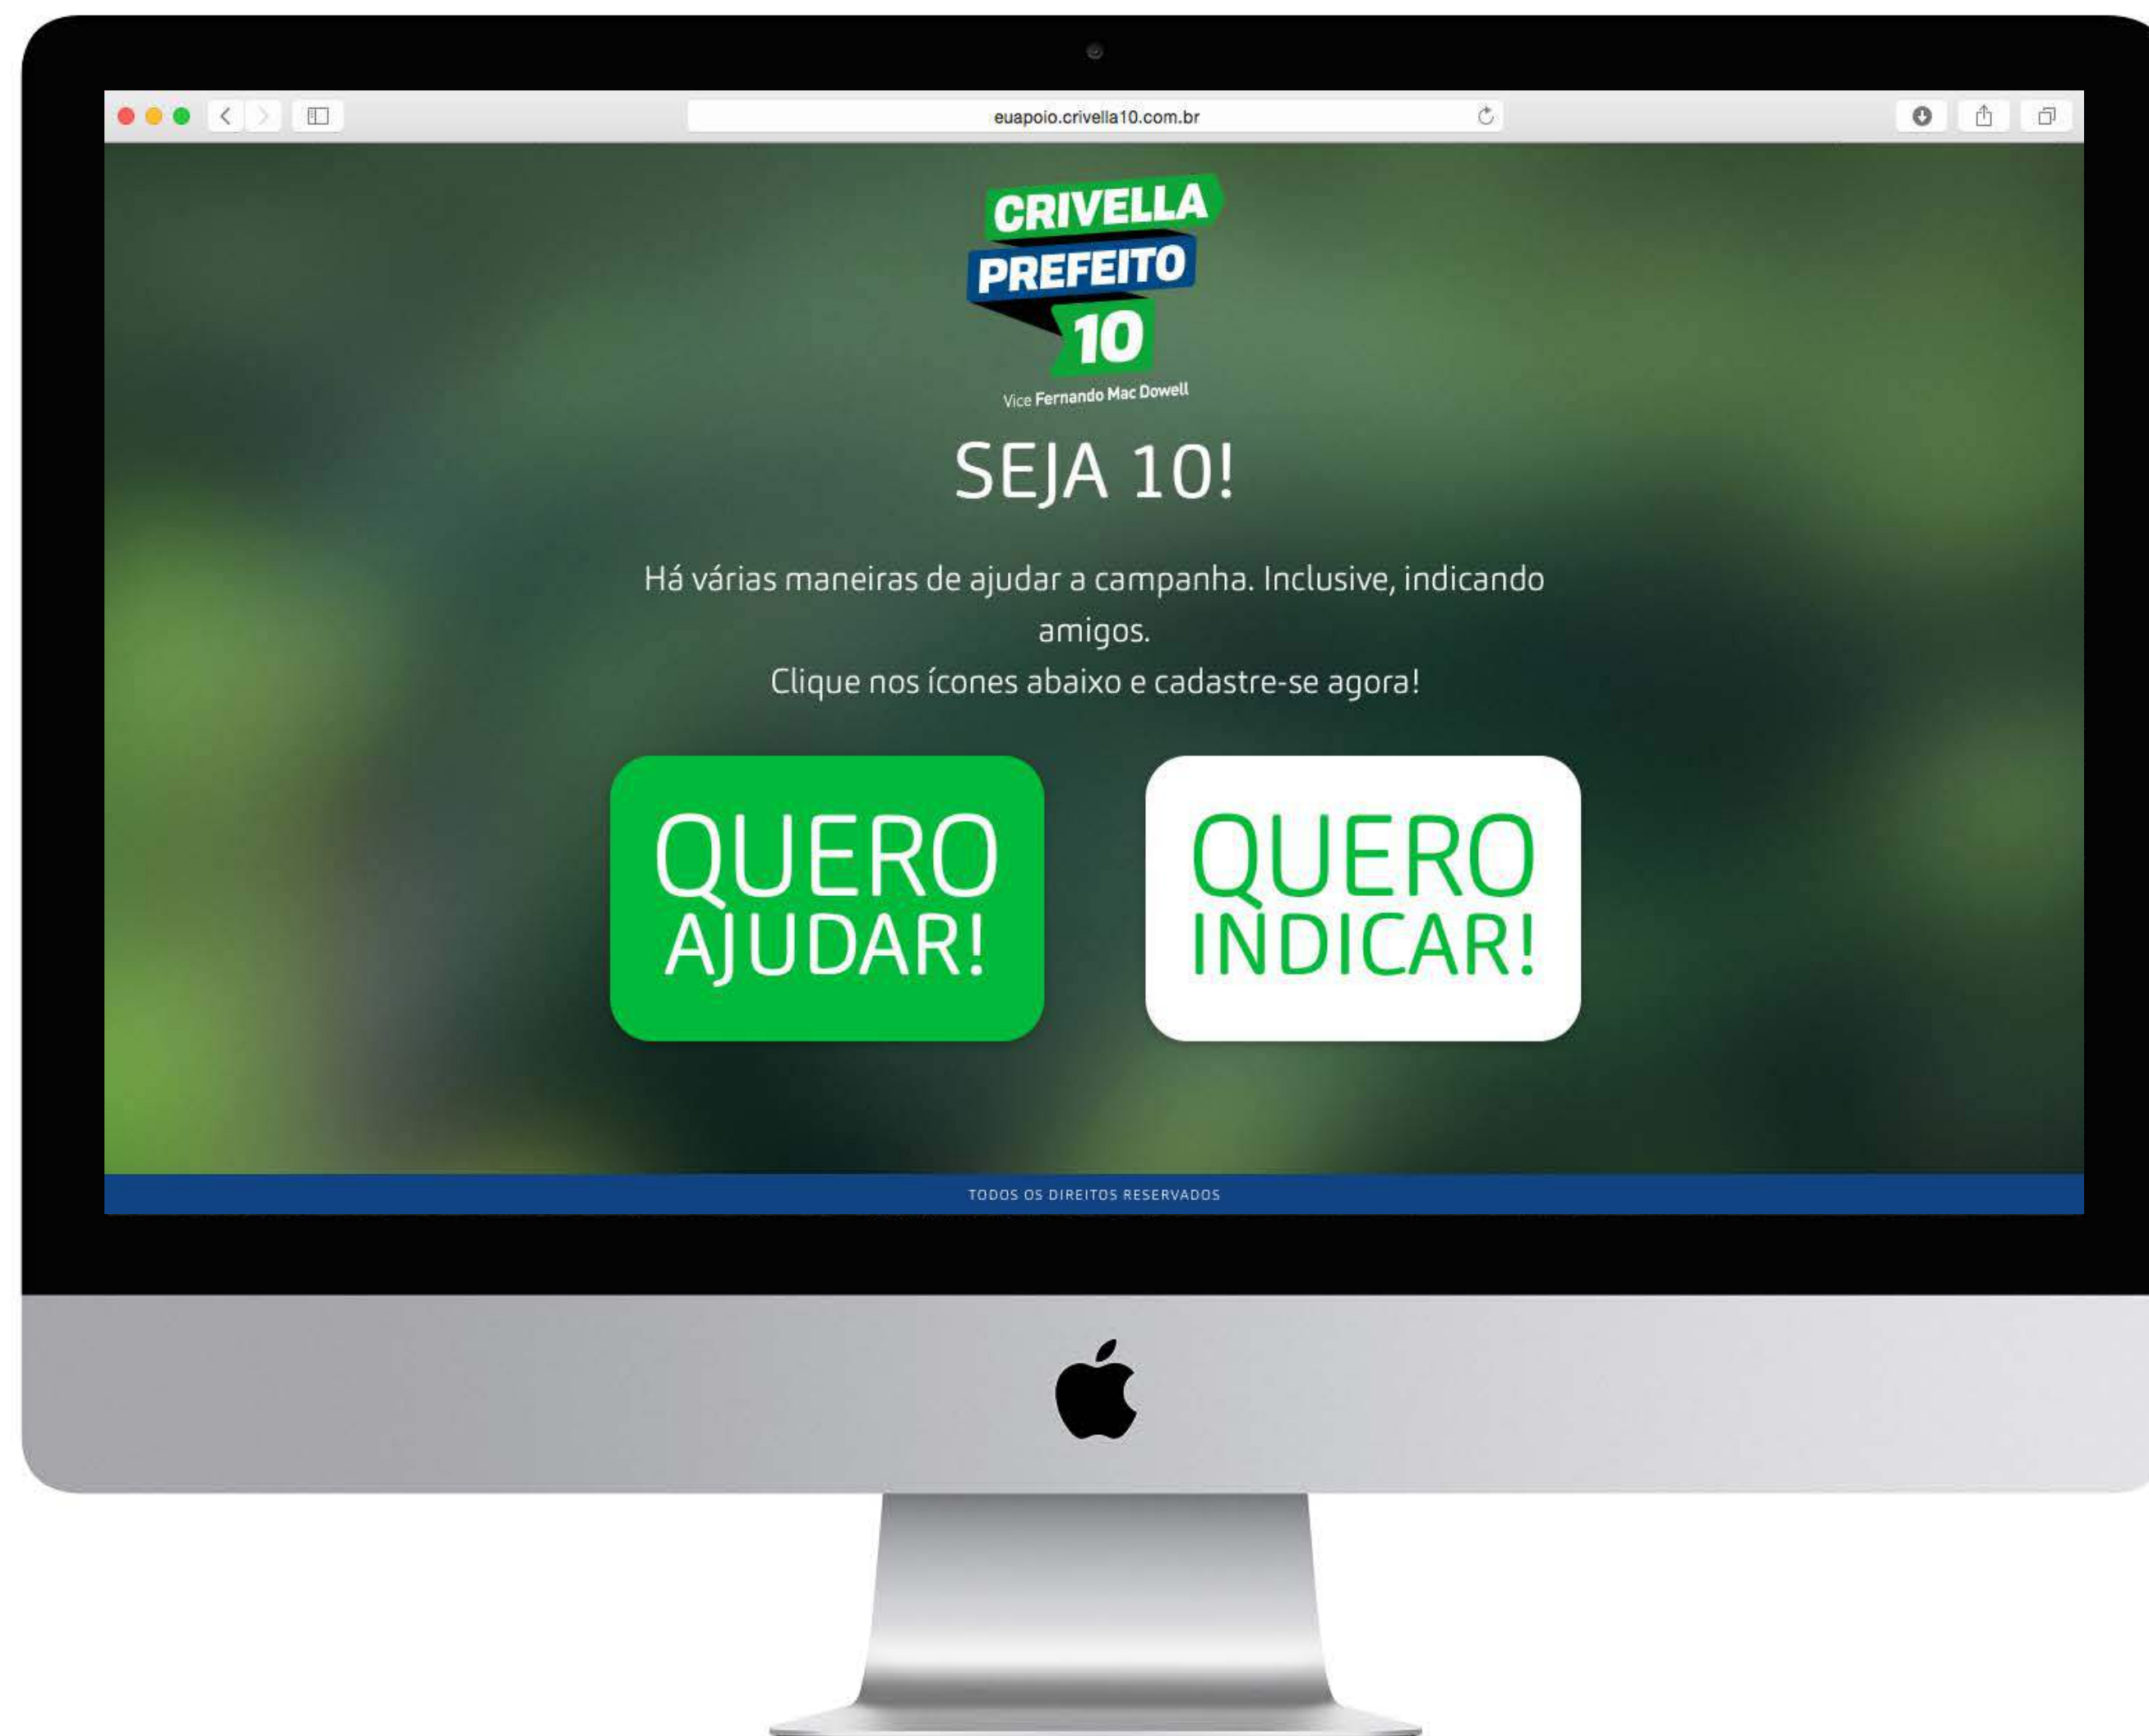 euapoio.crivella10.com.br
CRIVELLA
PREFEITO
10
Vice Fernando Mac Dowell
SEJA 10!
Há várias maneiras de ajudar a campanha. Inclusive, indicando
amigos.
Clique nos ícones abaixo e cadastre-se agora!
QUERO
AJUDAR!
QUERO
INDICAR!
TODOS OS DIREITOS RESERVADOS